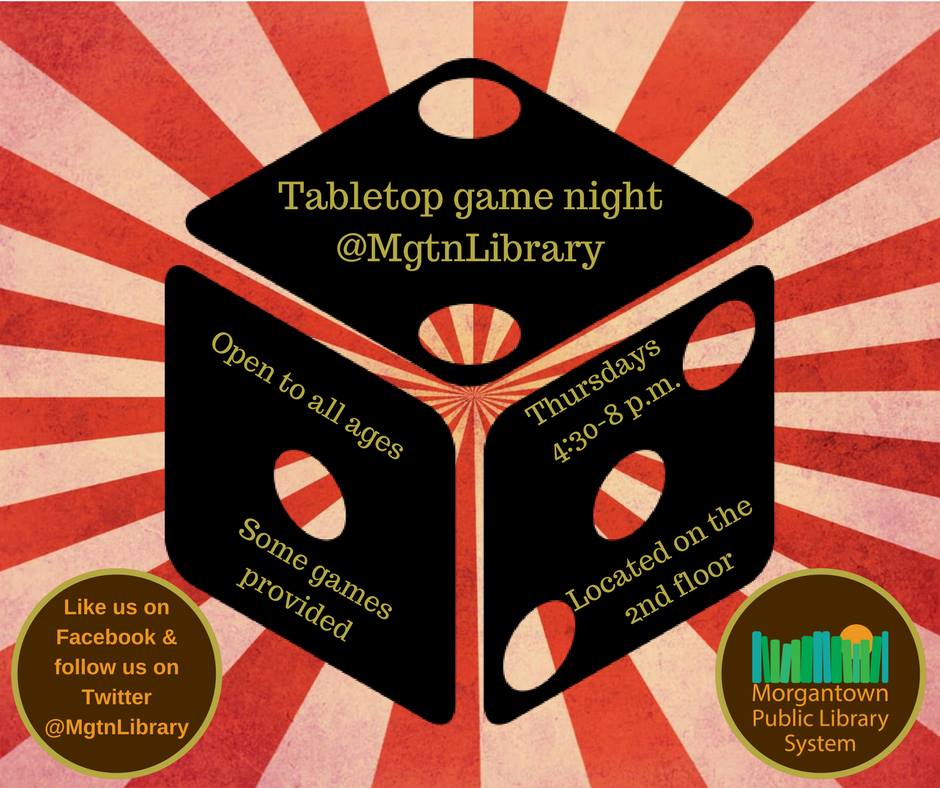 Tabletop game night
@MgtnLibrary
Open to all ages
Some games
provided
Thursdays
4:30-8 p.m.
Located on the
2nd floor
Like us on
Facebook &
follow us on
Twitter
@MgtnLibrary
Morgantown
Public Library
System